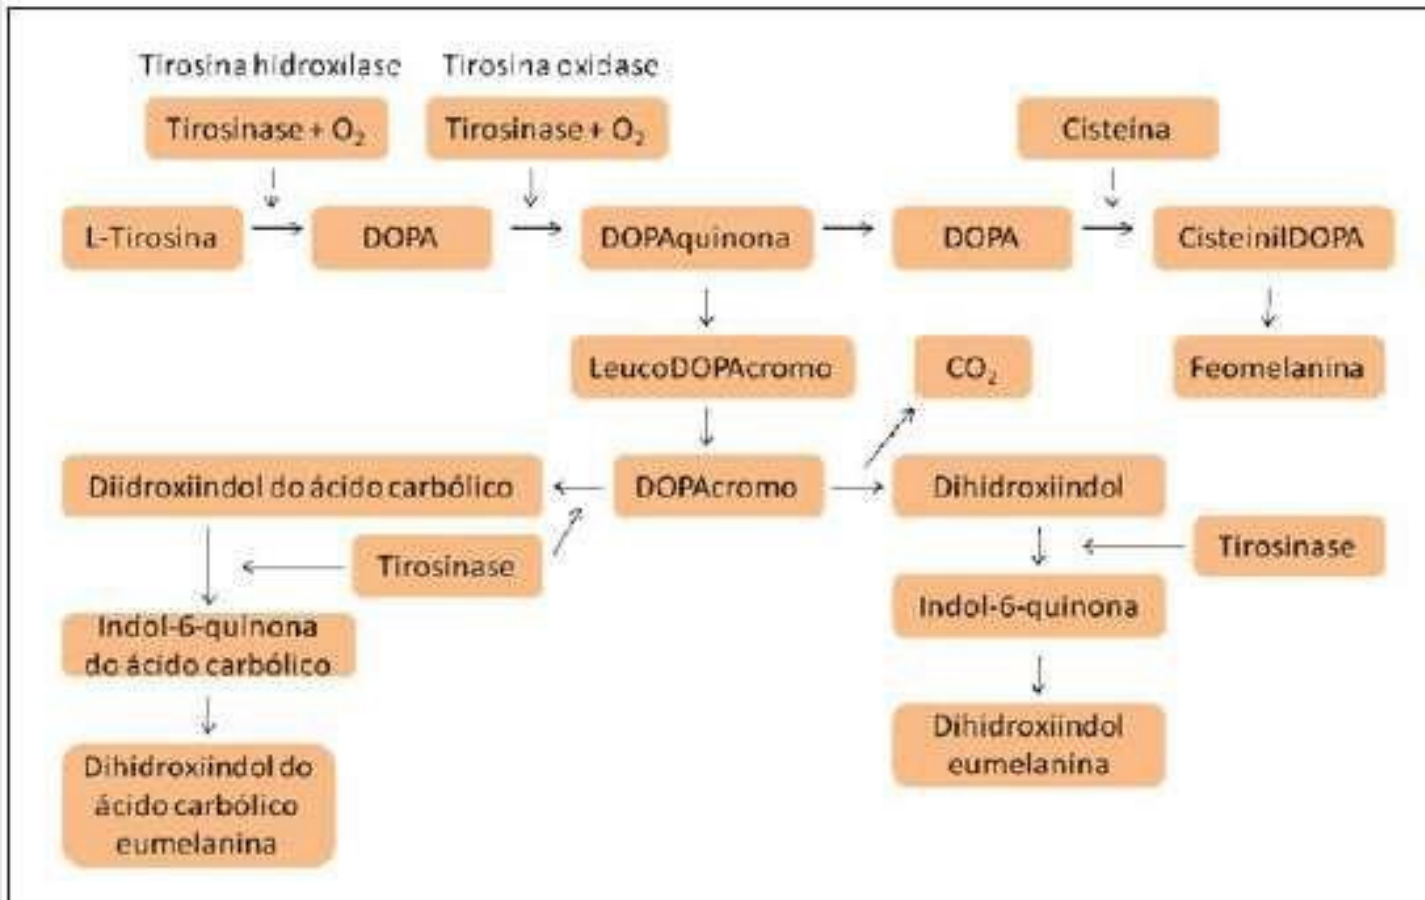 Tirosina hidroxilase
Tirosina oxidase
Tirosinase + O₂
Tirosinase + O₂
Cisteína
L-Tirosina
DOPA
DOPAquinona
DOPA
CisteinilDOPA
LeucoDOPAcromo
CO₂
Feomelanina
Diidroxiindol do ácido carbólico
DOPAcromo
Dihidroxiindol
Tirosinase
Tirosinase
Indol-6-quinona
do ácido carbólico
Indol-6-quinona
Dihidroxiindol do
ácido carbólico
eumelanina
Dihidroxiindol
eumelanina